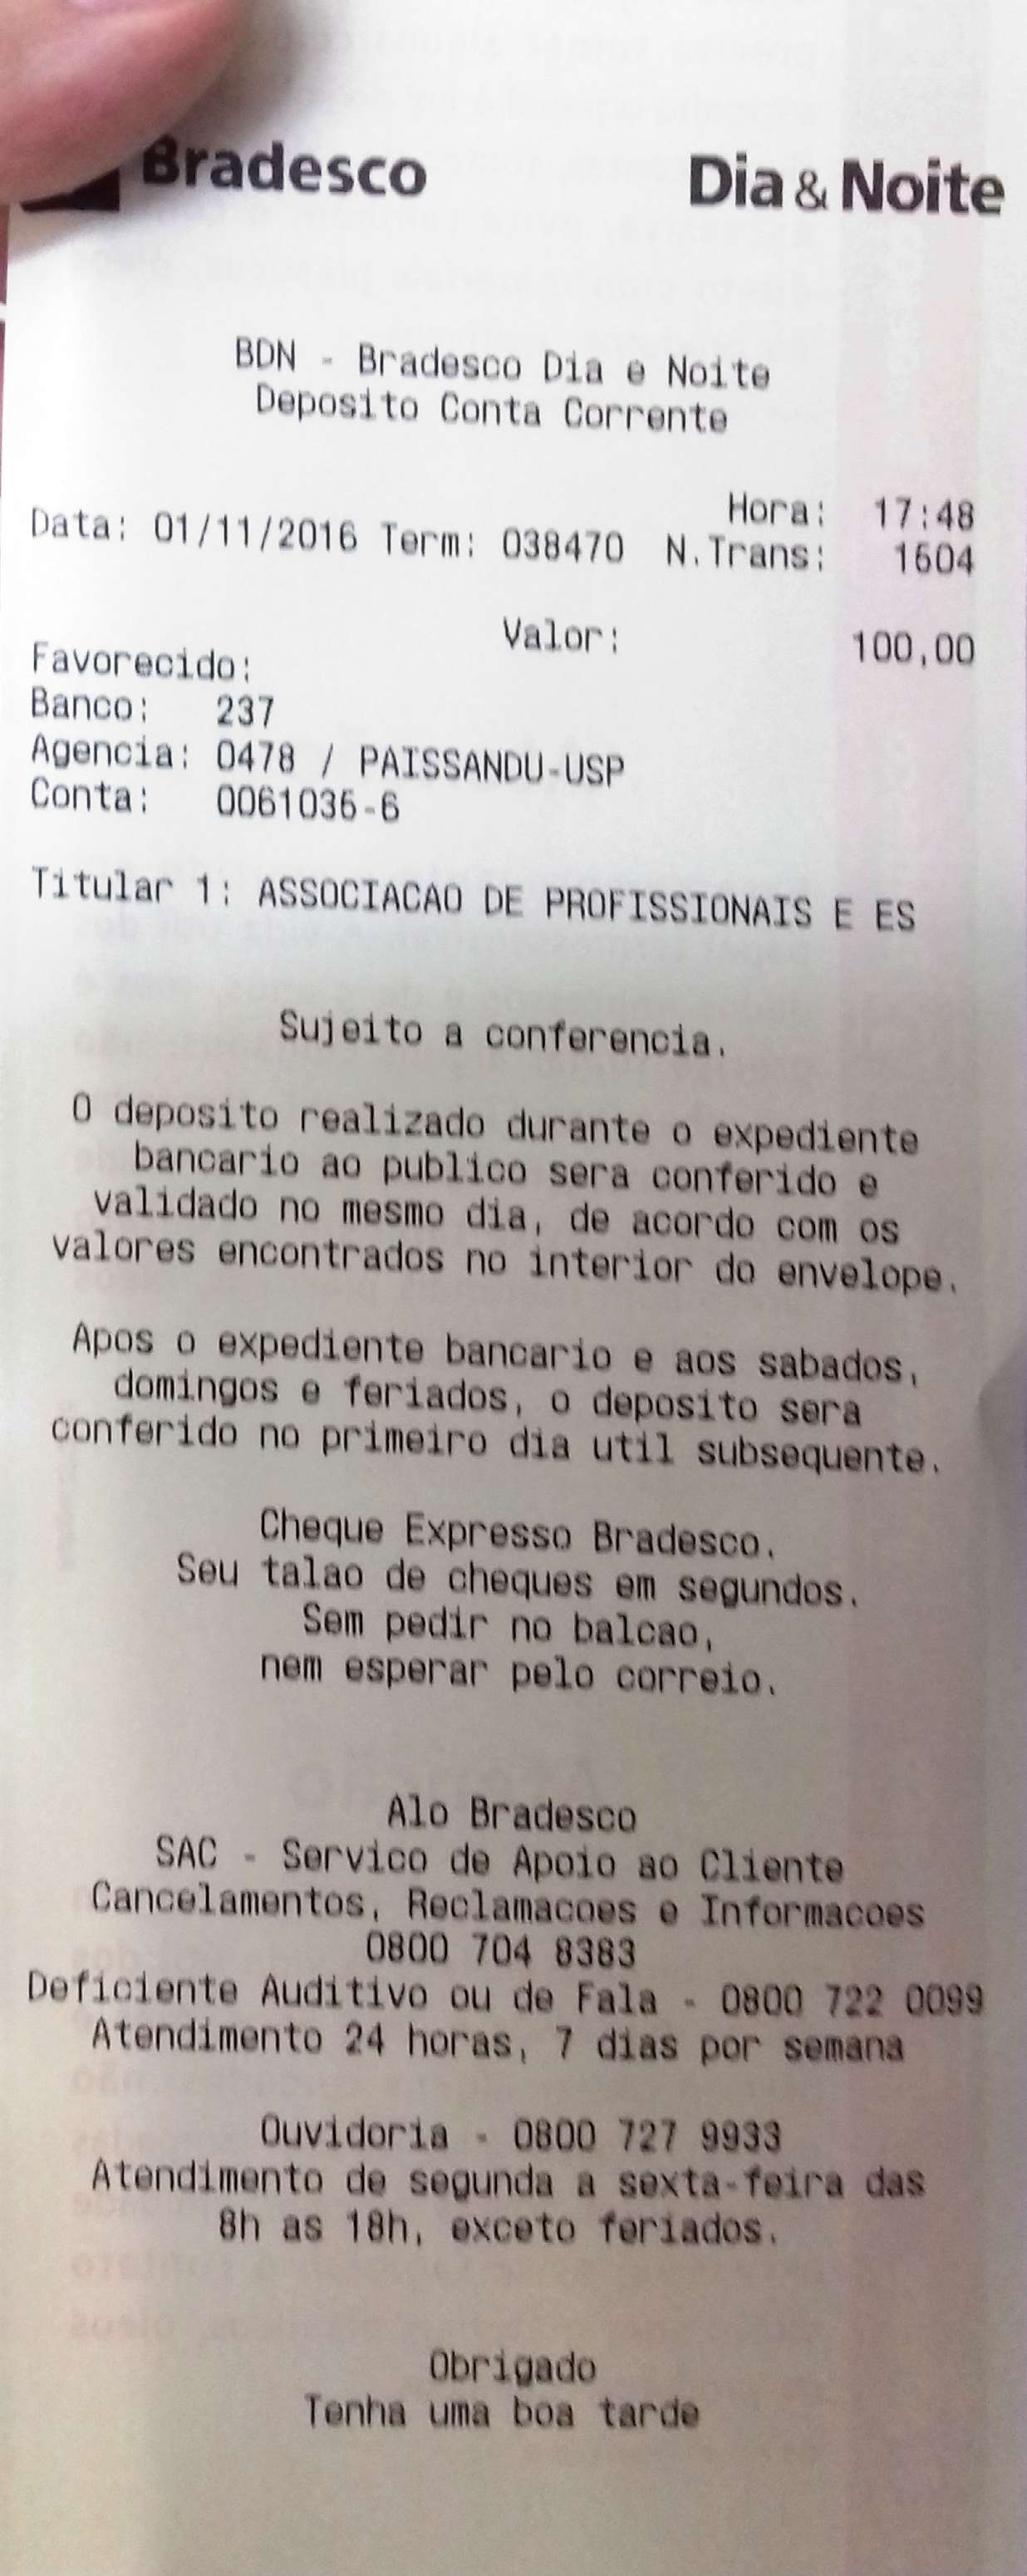 Bradesco Dia & Noite
BDN - Bradesco Dia e Noite
Deposito Conta Corrente
Hora: 17:48
Data: 01/11/2016 Term: 038470 N.Trans: 1604
Valor: 100,00
Favorecido:
Banco: 237
Agencia: 0478 / PAISSANDU-USP
Conta: 0061036-6
Titular 1: ASSOCIACAO DE PROFISSIONAIS E ES
Sujeito a conferencia.
O deposito realizado durante o expediente
bancario ao publico sera conferido e
validado no mesmo dia, de acordo com os
valores encontrados no interior do envelope.
Apos o expediente bancario e aos sabados,
domingos e feriados, o deposito sera
conferido no primeiro dia util subsequente.
Cheque Expresso Bradesco.
Seu talao de cheques em segundos.
Sem pedir no balcao,
nem esperar pelo correio.
Alo Bradesco
SAC - Servico de Apoio ao Cliente
Cancelamentos, Reclamacoes e Informacoes
0800 704 8383
Deficiente Auditivo ou de Fala - 0800 722 0099
Atendimento 24 horas, 7 dias por semana
Ouvidoria - 0800 727 9933
Atendimento de segunda a sexta-feira das
8h as 18h, exceto feriados.
Obrigado
Tenha uma boa tarde